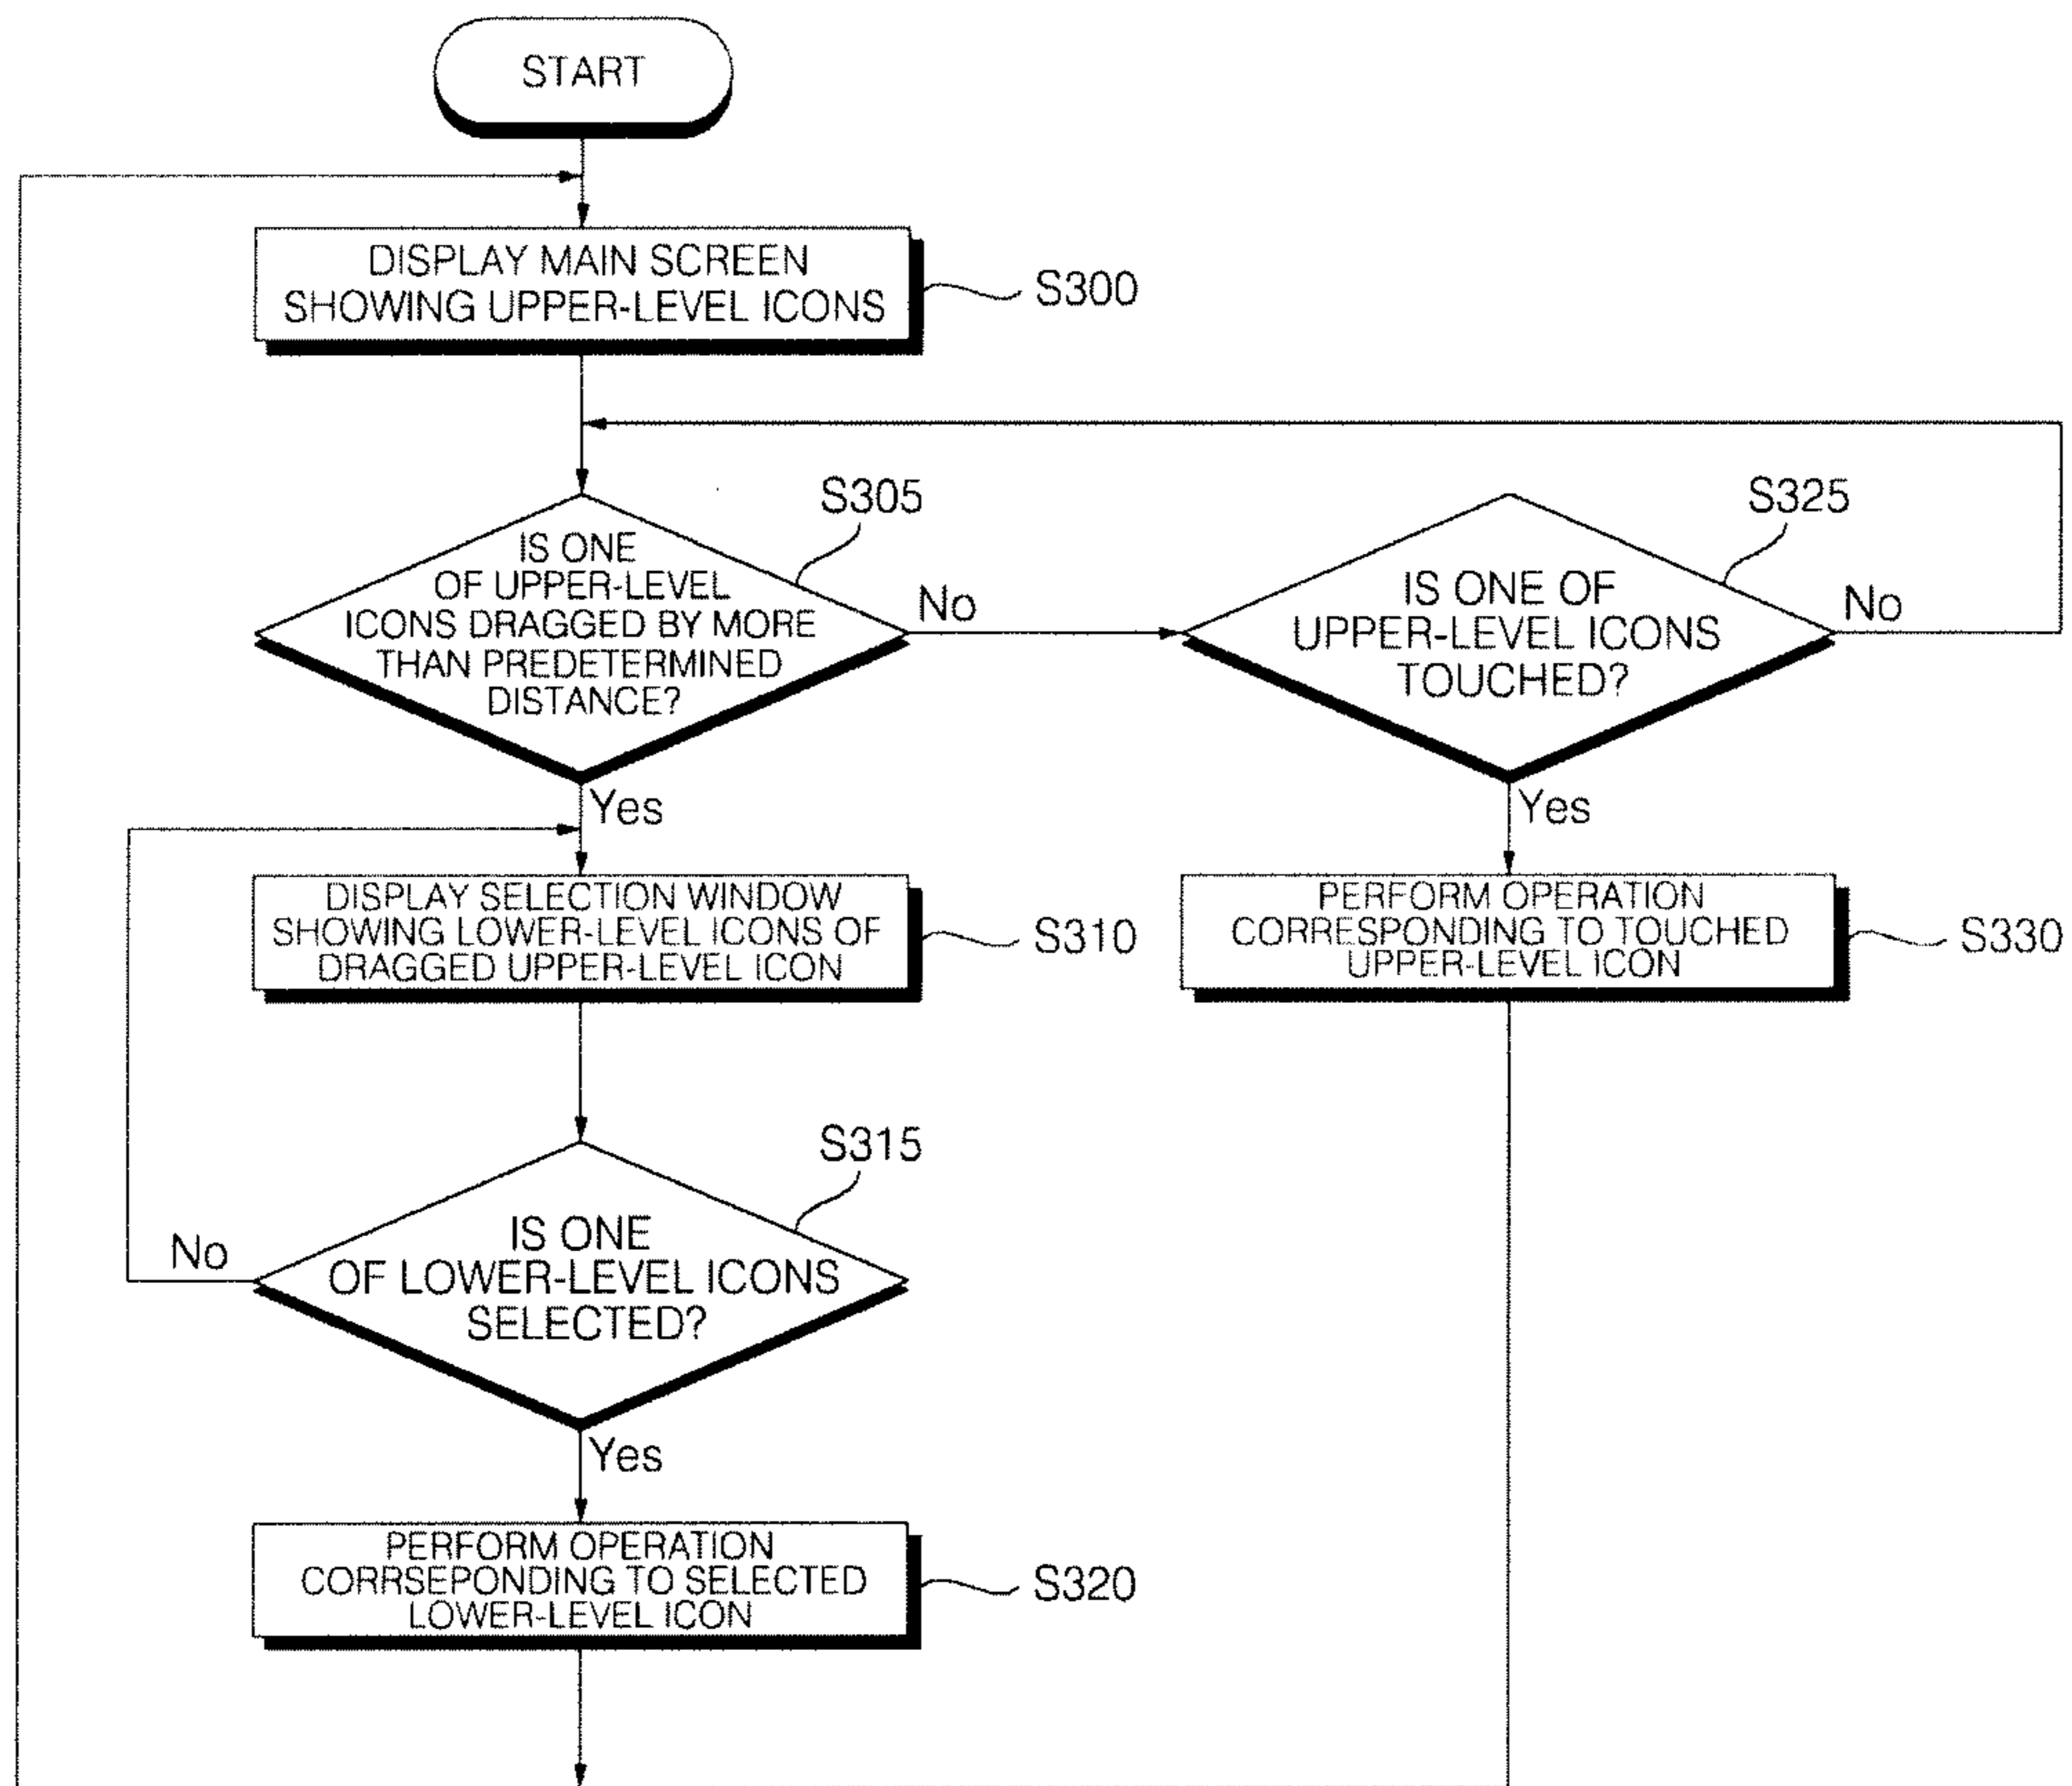 START
DISPLAY MAIN SCREEN
SHOWING UPPER-LEVEL ICONS
S300
S305
IS ONE
OF UPPER-LEVEL
ICONS DRAGGED BY MORE
THAN PREDETERMINED
DISTANCE?
No
S325
IS ONE OF
UPPER-LEVEL ICONS
TOUCHED?
No
Yes
Yes
DISPLAY SELECTION WINDOW
SHOWING LOWER-LEVEL ICONS OF
DRAGGED UPPER-LEVEL ICON
S310
PERFORM OPERATION
CORRESPONDING TO TOUCHED
UPPER-LEVEL ICON
S330
S315
IS ONE
OF LOWER-LEVEL ICONS
SELECTED?
No
Yes
PERFORM OPERATION
CORRSEPONDING TO SELECTED
LOWER-LEVEL ICON
S320